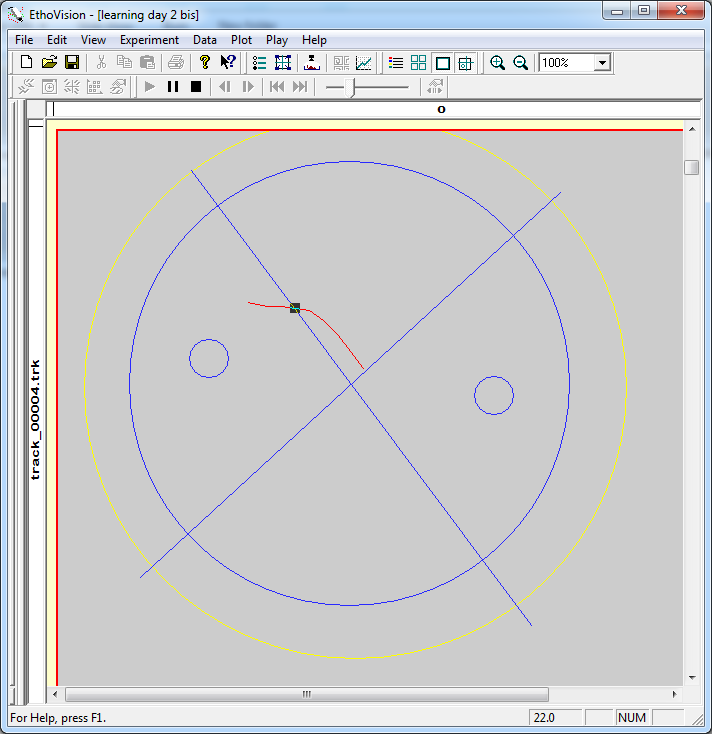 EthoVision - [learning day 2 bis]
File Edit View Experiment Data Plot Play Help
100%
o
track_00004.trk
For Help, press F1.
22.0
NUM